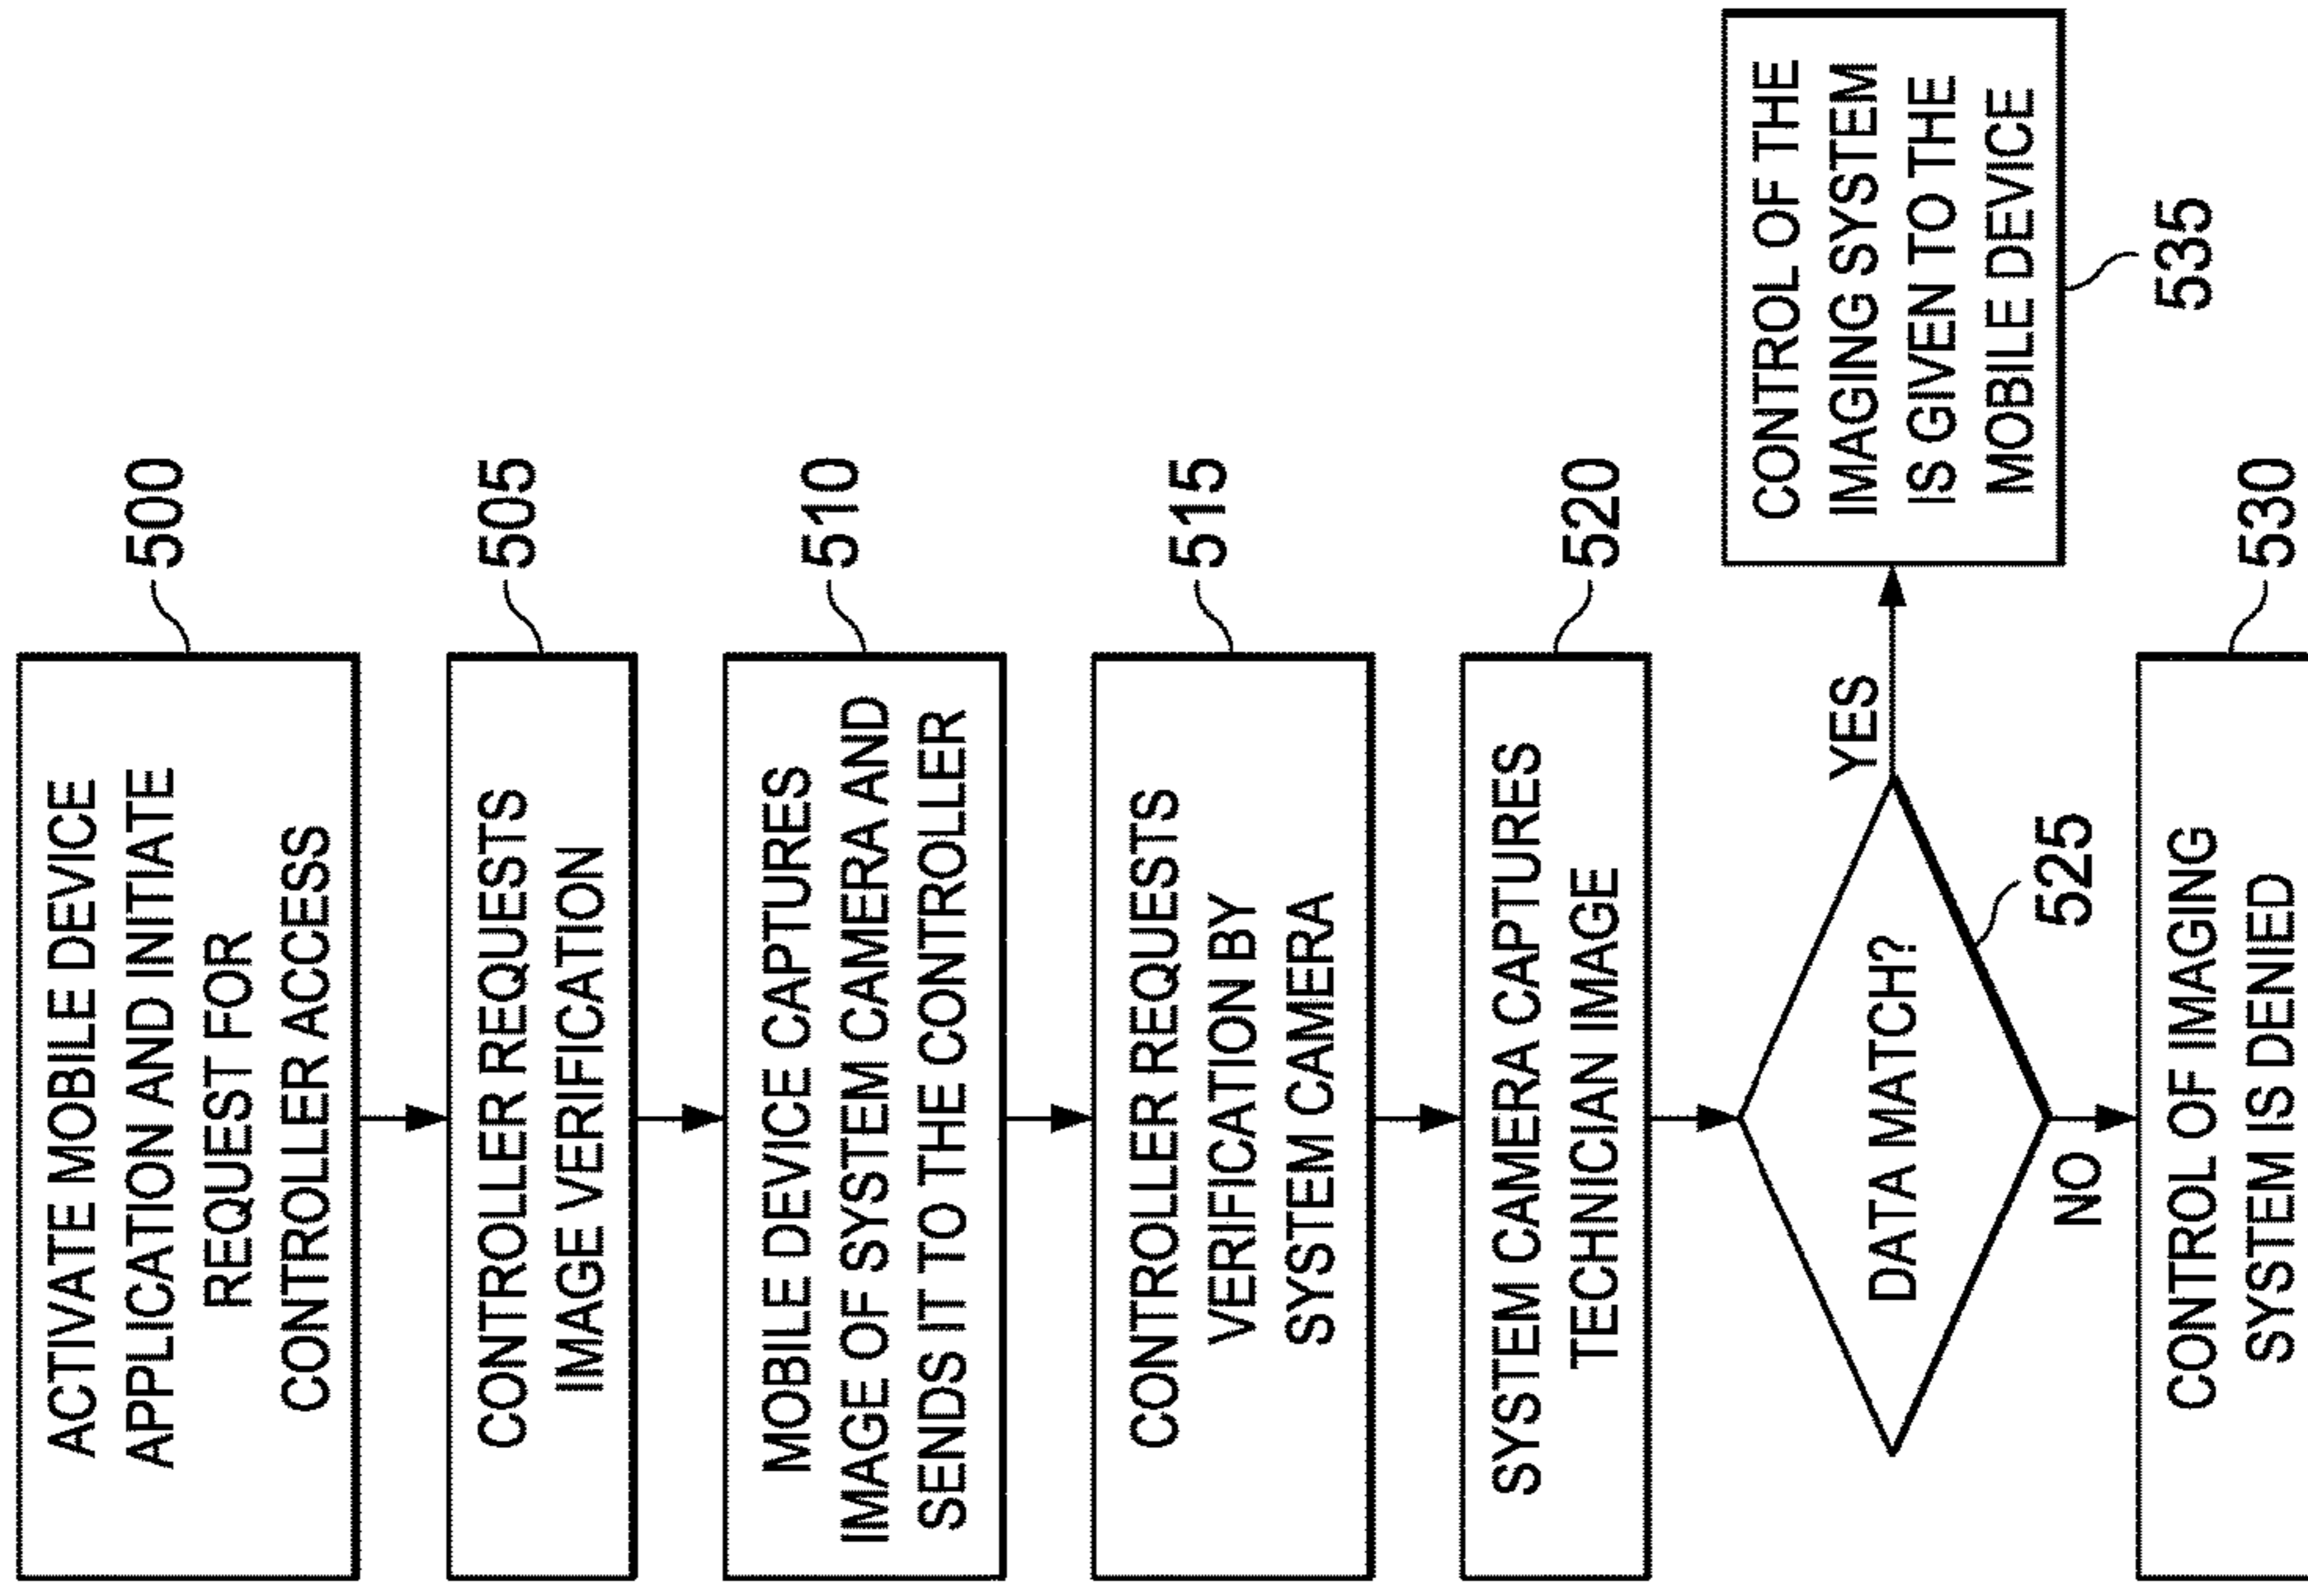 ACTIVATE MOBILE DEVICE
APPLICATION AND INITIATE
REQUEST FOR
CONTROLLER ACCESS
500
CONTROLLER REQUESTS
IMAGE VERIFICATION
505
MOBILE DEVICE CAPTURES
IMAGE OF SYSTEM CAMERA AND
SENDS IT TO THE CONTROLLER
510
CONTROLLER REQUESTS
VERIFICATION BY
SYSTEM CAMERA
515
SYSTEM CAMERA CAPTURES
TECHNICIAN IMAGE
520
DATA MATCH?
525
YES
CONTROL OF THE
IMAGING SYSTEM
IS GIVEN TO THE
MOBILE DEVICE
535
NO
CONTROL OF IMAGING
SYSTEM IS DENIED
530